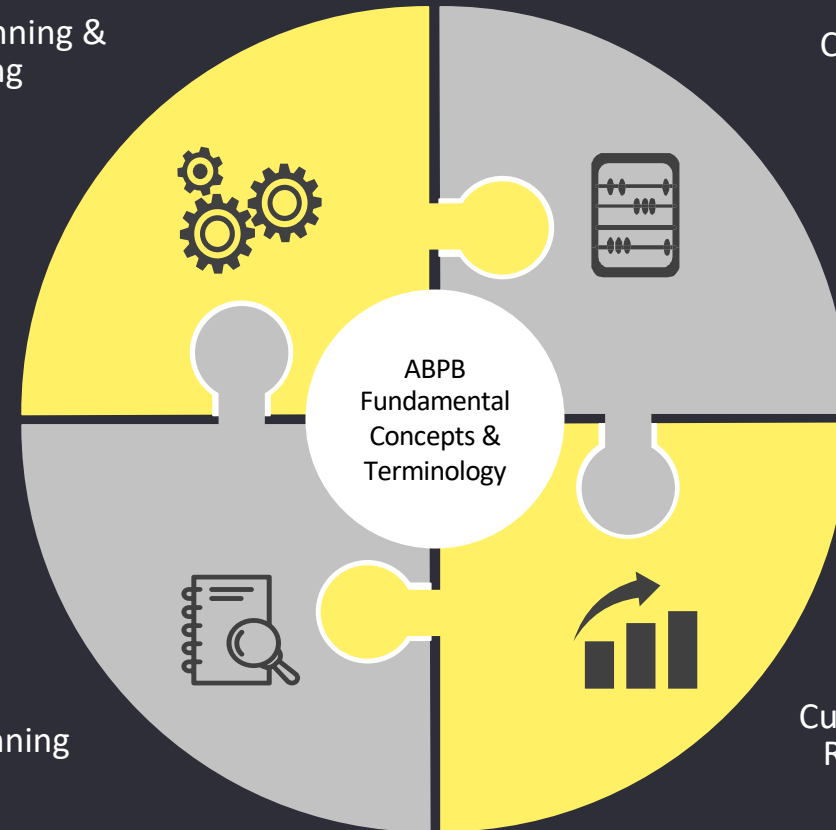 nning &
ng
C
ABPB
Fundamental
Concepts &
Terminology
nning
Cu
R